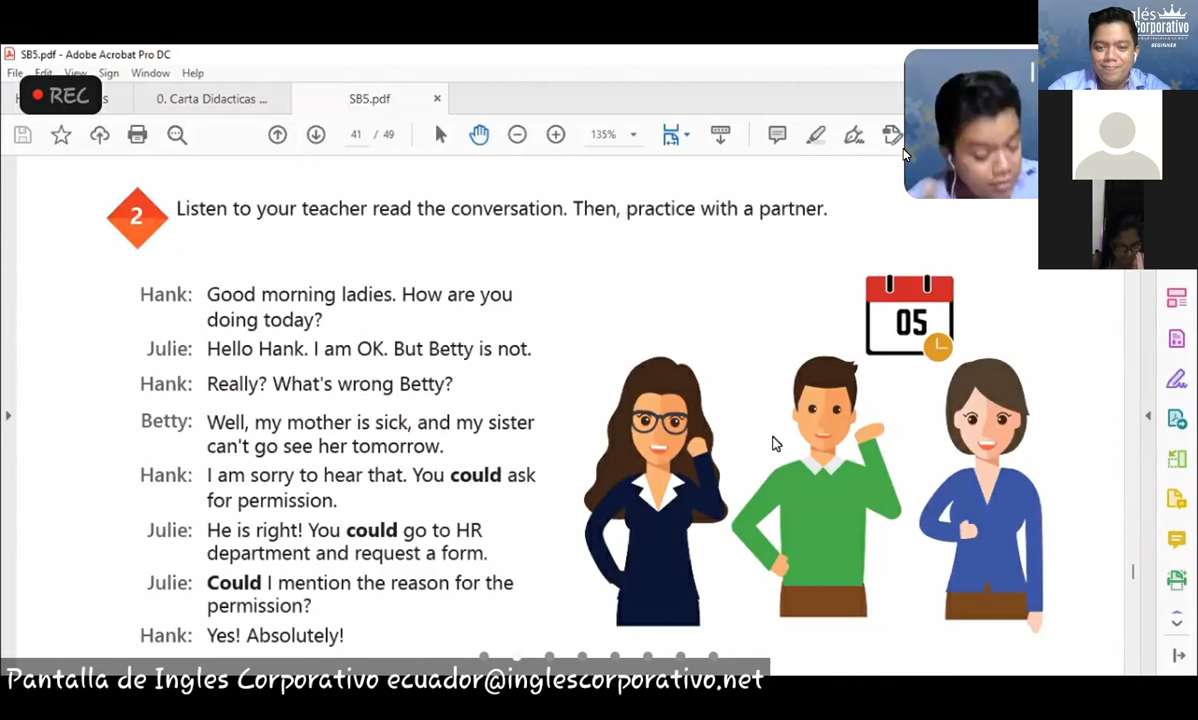 SB5.pdf - Adobe Acrobat Pro DC
File Edit View Sign Window Help
REC
0. Carta Didacticas ...
SB5.pdf
41 / 49
135%
Corporativo
BEGINNER
2
Listen to your teacher read the conversation. Then, practice with a partner.
Hank: Good morning ladies. How are you
doing today?
Julie: Hello Hank. I am OK. But Betty is not.
Hank: Really? What's wrong Betty?
Betty: Well, my mother is sick, and my sister
can't go see her tomorrow.
Hank: I am sorry to hear that. You could ask
for permission.
Julie: He is right! You could go to HR
department and request a form.
Julie: Could I mention the reason for the
permission?
Hank: Yes! Absolutely!
05
Pantalla de Ingles Corporativo ecuador@inglescorporativo.net